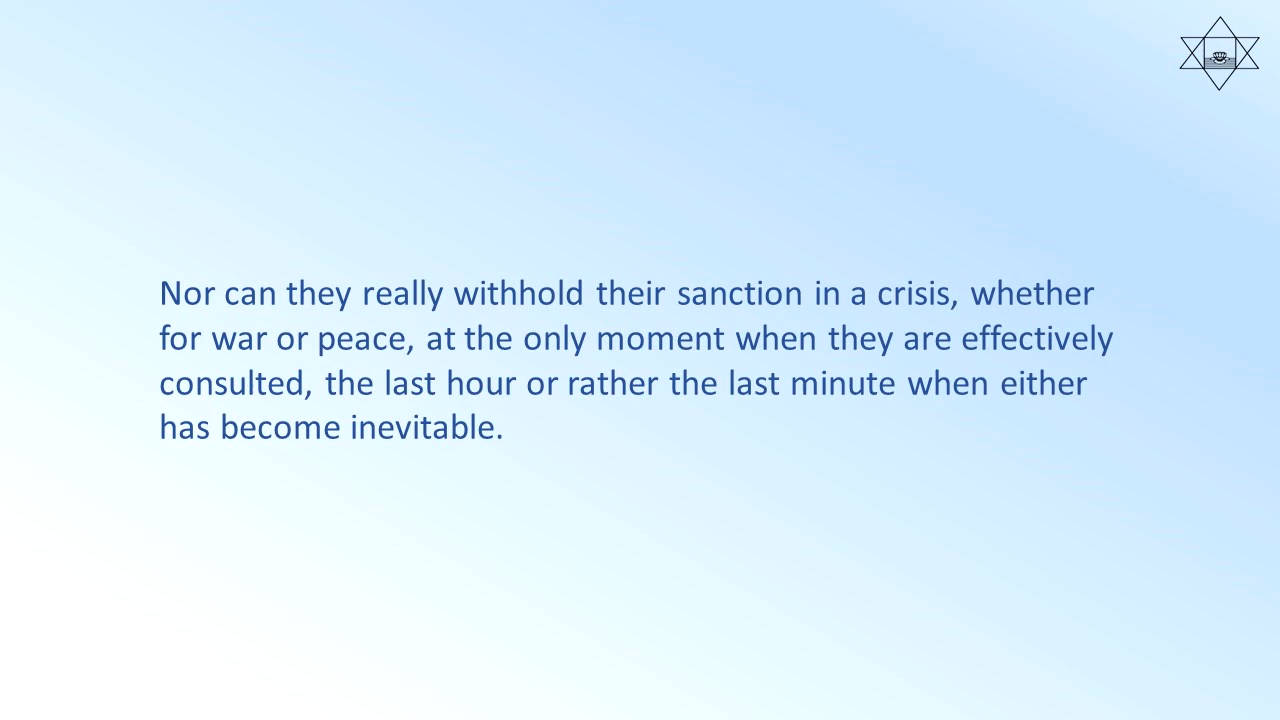 Nor can they really withhold their sanction in a crisis, whether
for war or peace, at the only moment when they are effectively
consulted, the last hour or rather the last minute when either
has become inevitable.